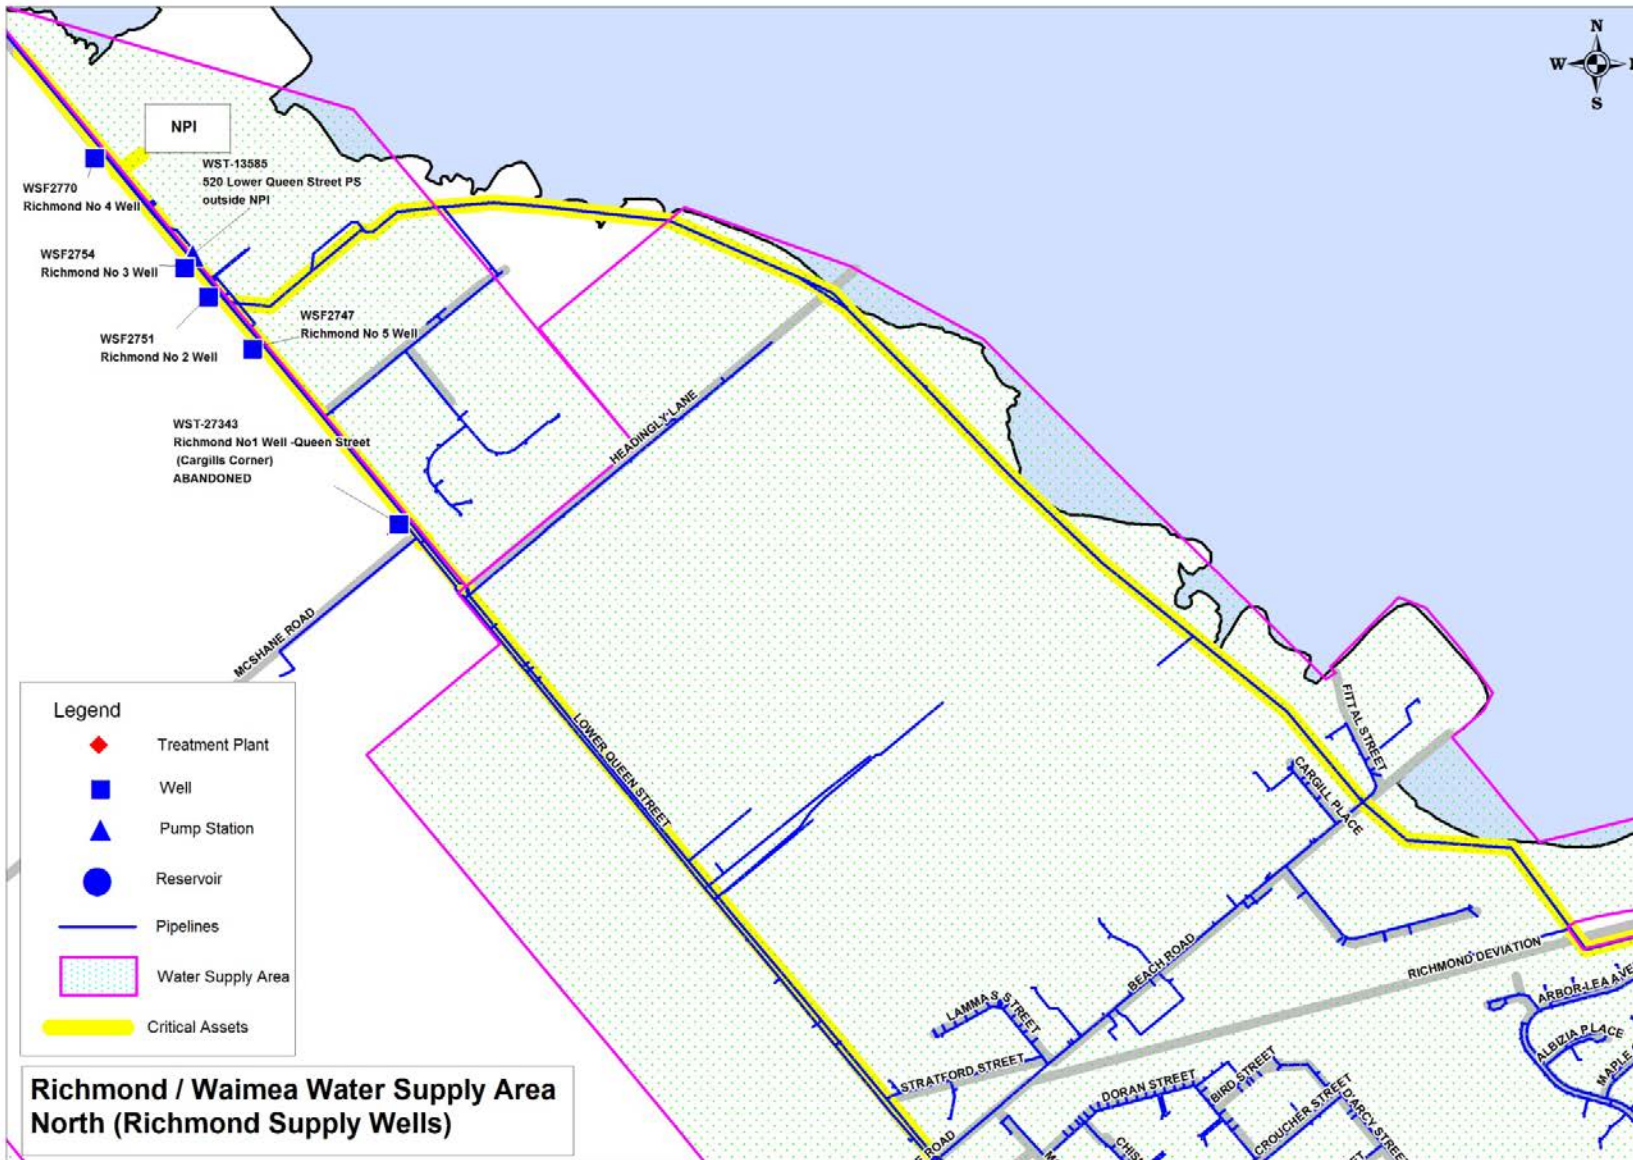 N
W
S
NPI
WST-13585
520 Lower Queen Street PS
outside NPI
WSF2770
Richmond No 4 Well
WSF2754
Richmond No 3 Well
WSF2747
Richmond No 5 Well
WSF2751
Richmond No 2 Well
WST-27343
Richmond No1 Well -Queen Street
(Cargills Corner)
ABANDONED
HEADINGLY LANE
MCSHANE ROAD
LOWER QUEEN STREET
FITTAL STREET
CARGILL PLACE
BEACH ROAD
RICHMOND DEVIATION
LAMMAS STREET
STRATFORD STREET
DORAN STREET
BIRD STREET
CROUCHER STREET
D'ARCY STREET
ARBOR-LEA AVE
ALBIZIA PLACE
MAPLE
ROAD
Legend
Treatment Plant
Well
Pump Station
Reservoir
Pipelines
Water Supply Area
Critical Assets
Richmond / Waimea Water Supply Area
North (Richmond Supply Wells)